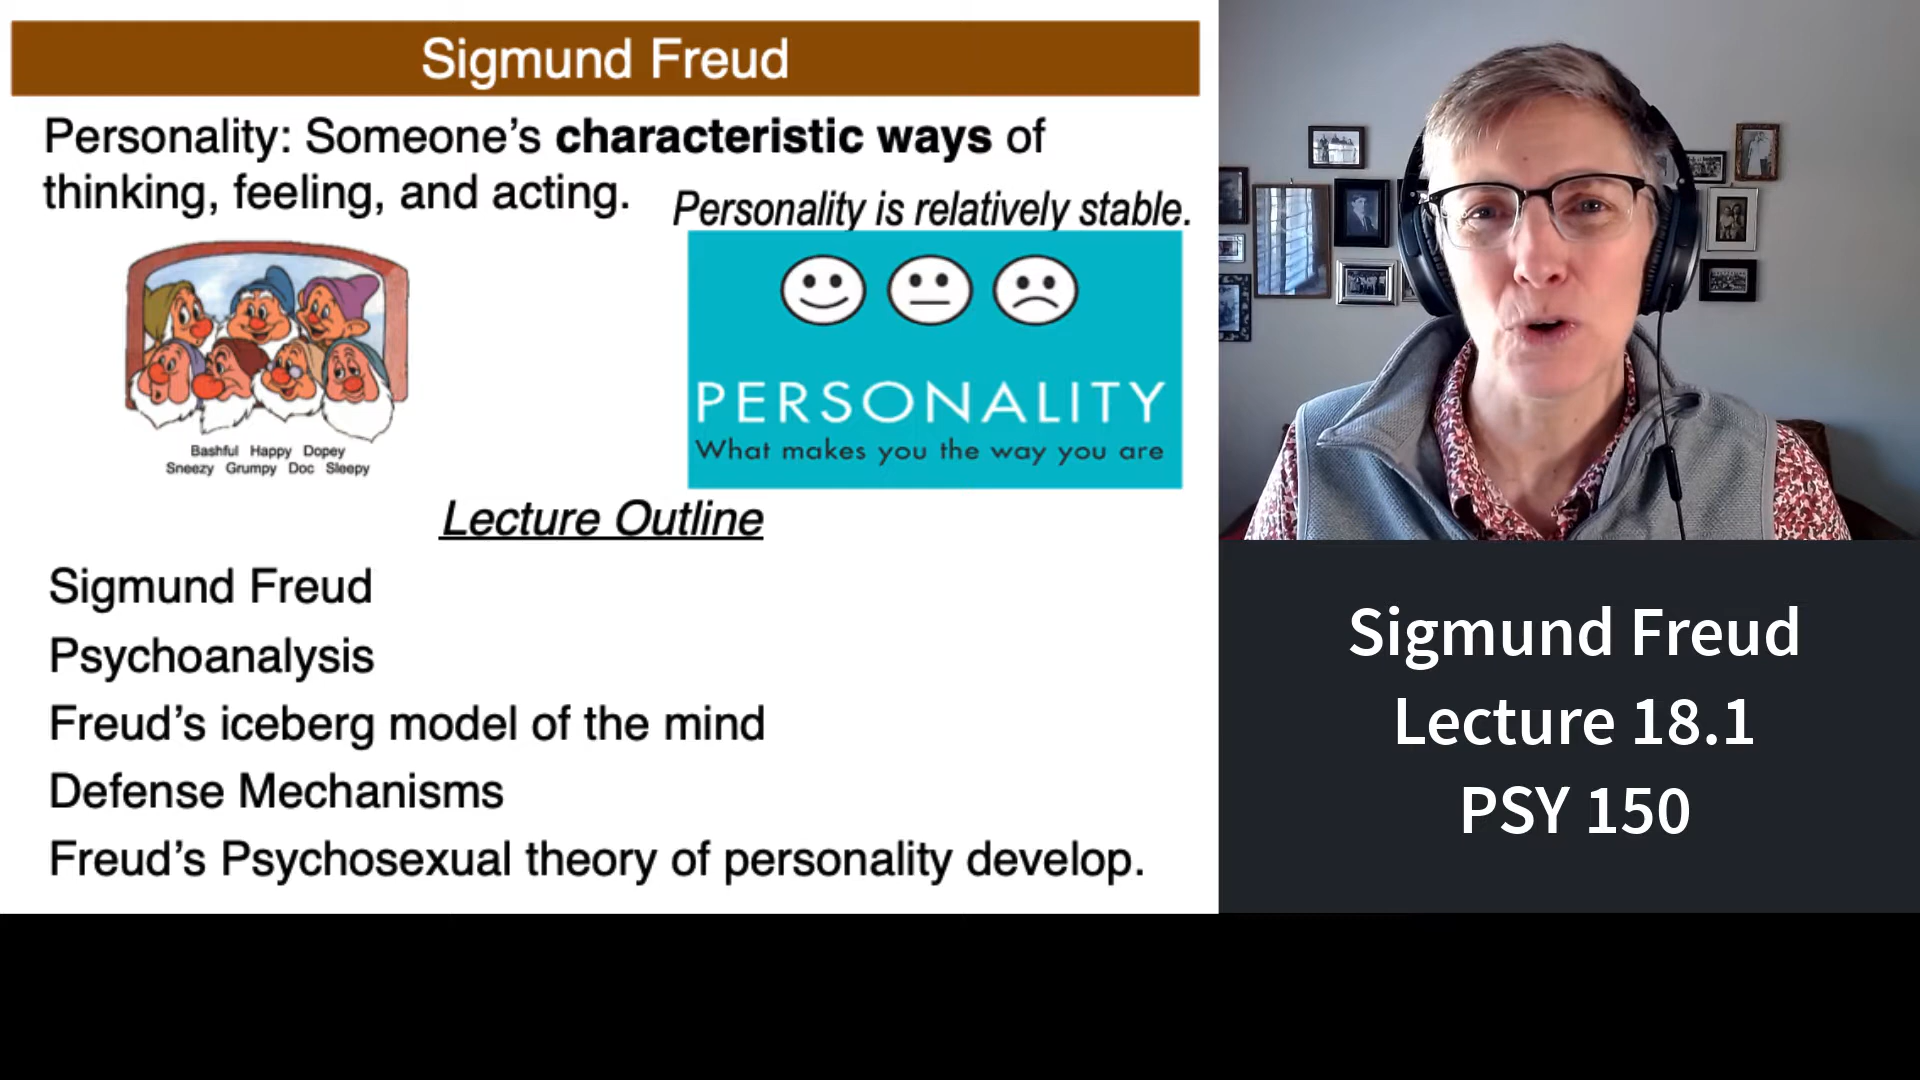 Sigmund Freud
Personality: Someone’s characteristic ways of
thinking, feeling, and acting.
Personality is relatively stable.
Bashful Happy Dopey
Sneezy Grumpy Doc Sleepy
PERSONALITY
What makes you the way you are
Lecture Outline
Sigmund Freud
Psychoanalysis
Freud’s iceberg model of the mind
Defense Mechanisms
Freud’s Psychosexual theory of personality develop.
Sigmund Freud
Lecture 18.1
PSY 150